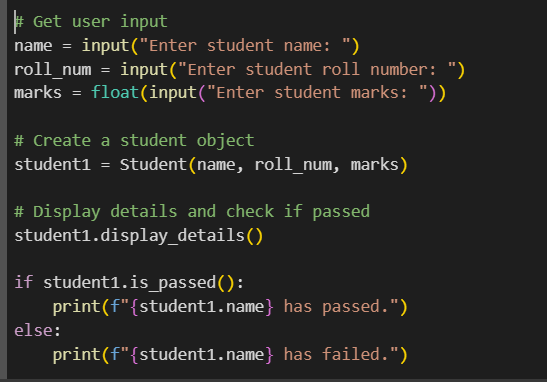 # Get user input
name = input("Enter student name: ")
roll_num = input("Enter student roll number: ")
marks = float(input("Enter student marks: "))

# Create a student object
student1 = Student(name, roll_num, marks)

# Display details and check if passed
student1.display_details()

if student1.is_passed():
    print(f"{student1.name} has passed.")
else:
    print(f"{student1.name} has failed.")